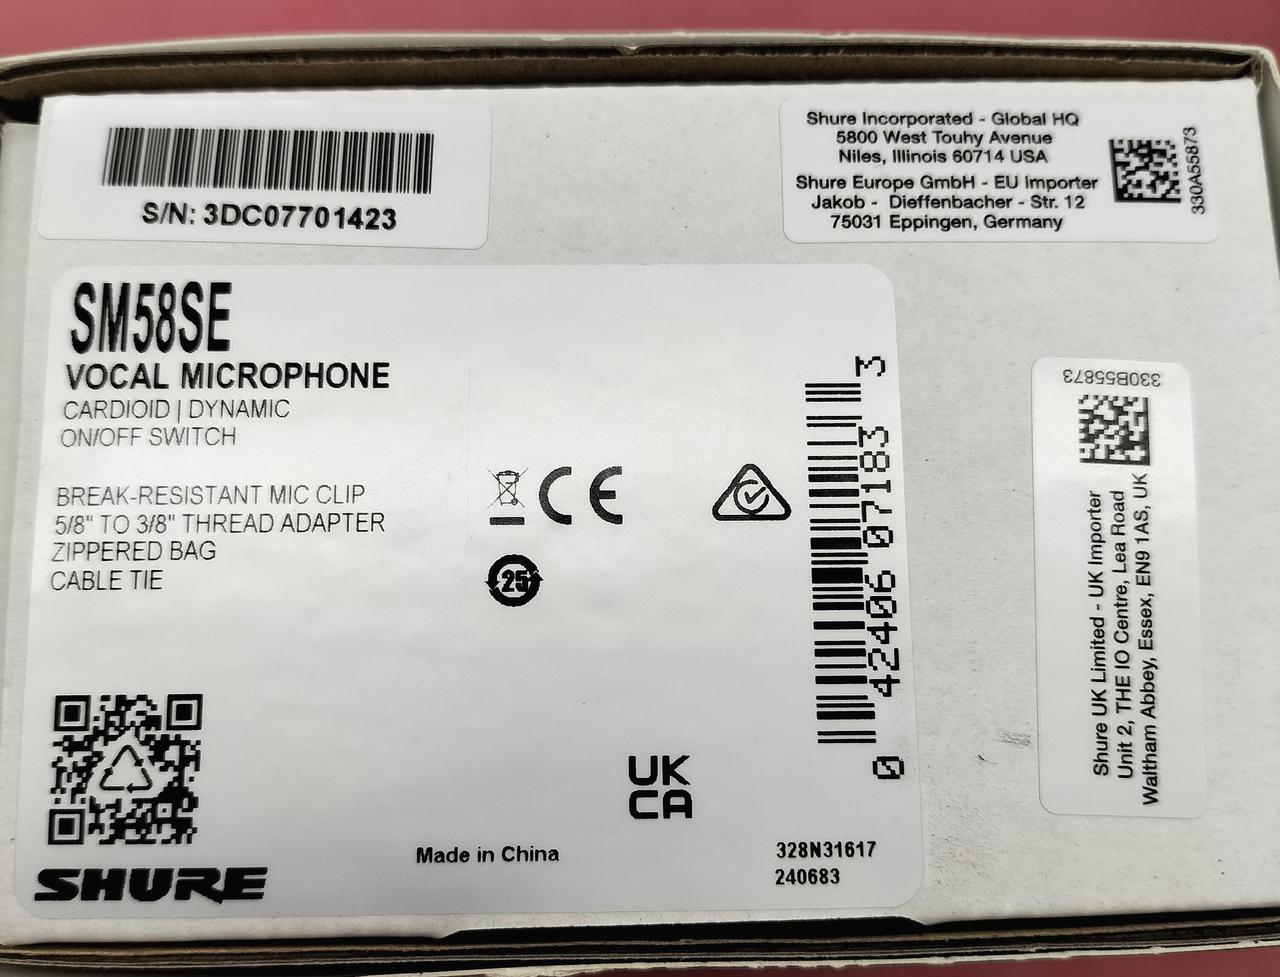 S/N: 3DC07701423
Shure Incorporated - Global HQ
5800 West Touhy Avenue
Niles, Illinois 60714 USA
Shure Europe GmbH - EU Importer
Jakob - Dieffenbacher - Str. 12
75031 Eppingen, Germany
330A55873
SM58SE
VOCAL MICROPHONE
CARDIOID | DYNAMIC
ON/OFF SWITCH
BREAK-RESISTANT MIC CLIP
5/8" TO 3/8" THREAD ADAPTER
ZIPPERED BAG
CABLE TIE
CE
25
0 42406 07183 3
330B55873
Shure UK Limited - UK Importer
Unit 2, THE IO Centre, Lea Road
Waltham Abbey, Essex, EN9 1AS, UK
UK
CA
Made in China
328N31617
240683
SHURE